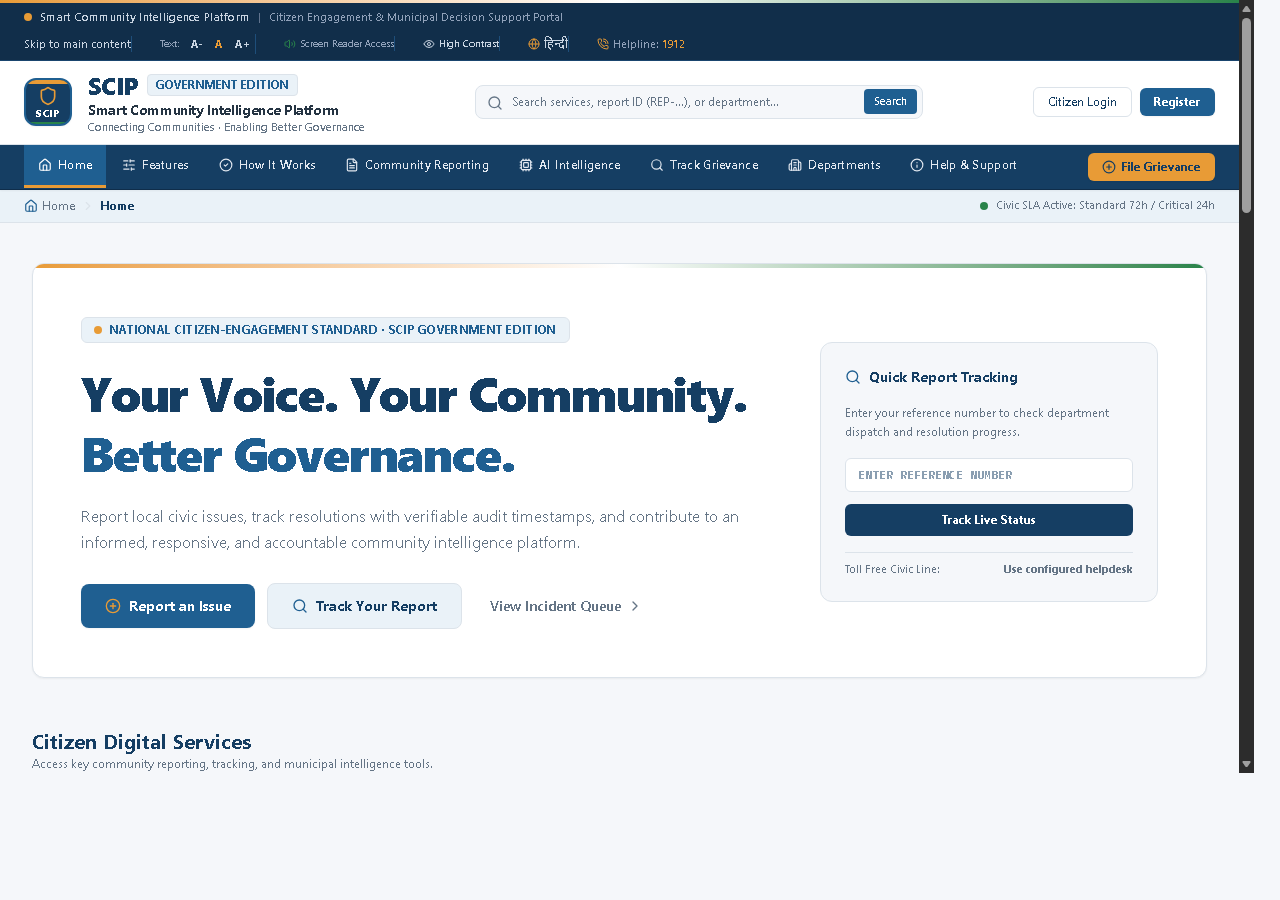 Smart Community Intelligence Platform | Citizen Engagement & Municipal Decision Support Portal
Skip to main content Text: A- A A+ Screen Reader Access High Contrast हिन्दी Helpline: 1912
SCIP GOVERNMENT EDITION
Smart Community Intelligence Platform
Connecting Communities · Enabling Better Governance
SCIP
Search services, report ID (REP-...), or department... Search
Citizen Login Register
Home Features How It Works Community Reporting AI Intelligence Track Grievance Departments Help & Support File Grievance
Home Home Civic SLA Active: Standard 72h / Critical 24h
NATIONAL CITIZEN-ENGAGEMENT STANDARD · SCIP GOVERNMENT EDITION
Your Voice. Your Community.
Better Governance.
Report local civic issues, track resolutions with verifiable audit timestamps, and contribute to an
informed, responsive, and accountable community intelligence platform.
Report an Issue Track Your Report View Incident Queue
Quick Report Tracking
Enter your reference number to check department
dispatch and resolution progress.
ENTER REFERENCE NUMBER
Track Live Status
Toll Free Civic Line: Use configured helpdesk
Citizen Digital Services
Access key community reporting, tracking, and municipal intelligence tools.